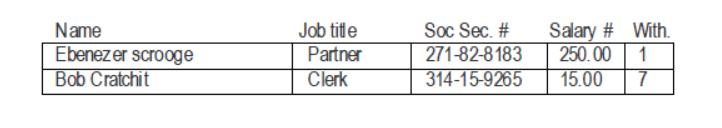 Name Job title Soc Sec. # Salary # With.
Ebenezer scrooge Partner 271-82-8183 250.00 1
Bob Cratchit Clerk 314-15-9265 15.00 7